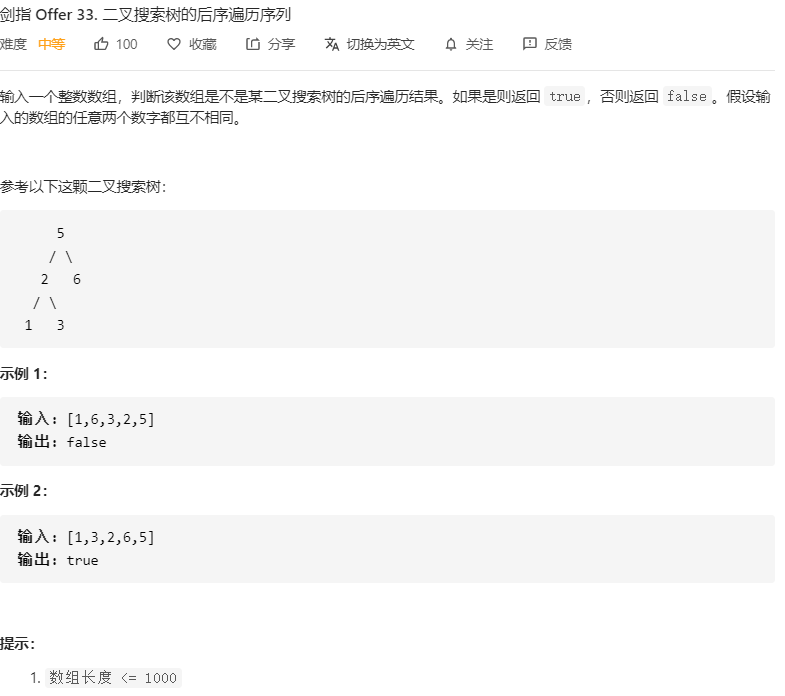 剑指 Offer 33. 二叉搜索树的后序遍历序列
难度 中等 100 收藏 分享 切换为英文 关注 反馈
输入一个整数数组，判断该数组是不是某二叉搜索树的后序遍历结果。如果是则返回 true，否则返回 false。假设输
入的数组的任意两个数字都互不相同。
参考以下这颗二叉搜索树：
5
/ \
2 6
/ \
1 3
示例 1：
输入：[1,6,3,2,5]
输出：false
示例 2：
输入：[1,3,2,6,5]
输出：true
提示：
1. 数组长度 <= 1000